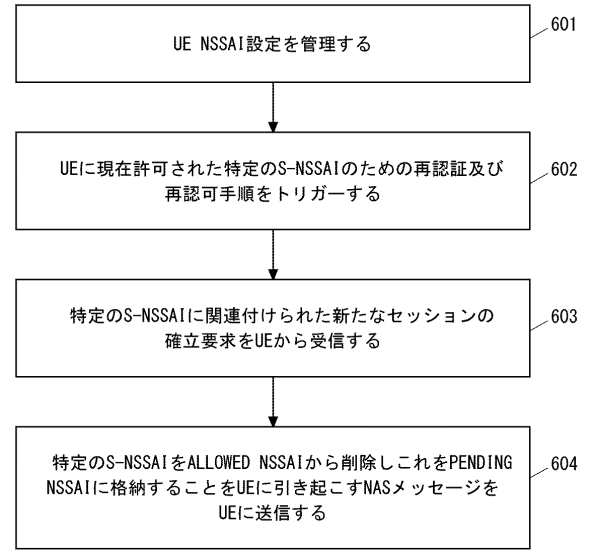 UE NSSAI設定を管理する
601
UEに現在許可された特定のS-NSSAIのための再認証及び
再認可手順をトリガーする
602
特定のS-NSSAIに関連付けられた新たなセッションの
確立要求をUEから受信する
603
特定のS-NSSAIをALLOWED NSSAIから削除しこれをPENDING
NSSAIに格納することをUEに引き起こすNASメッセージを
UEに送信する
604